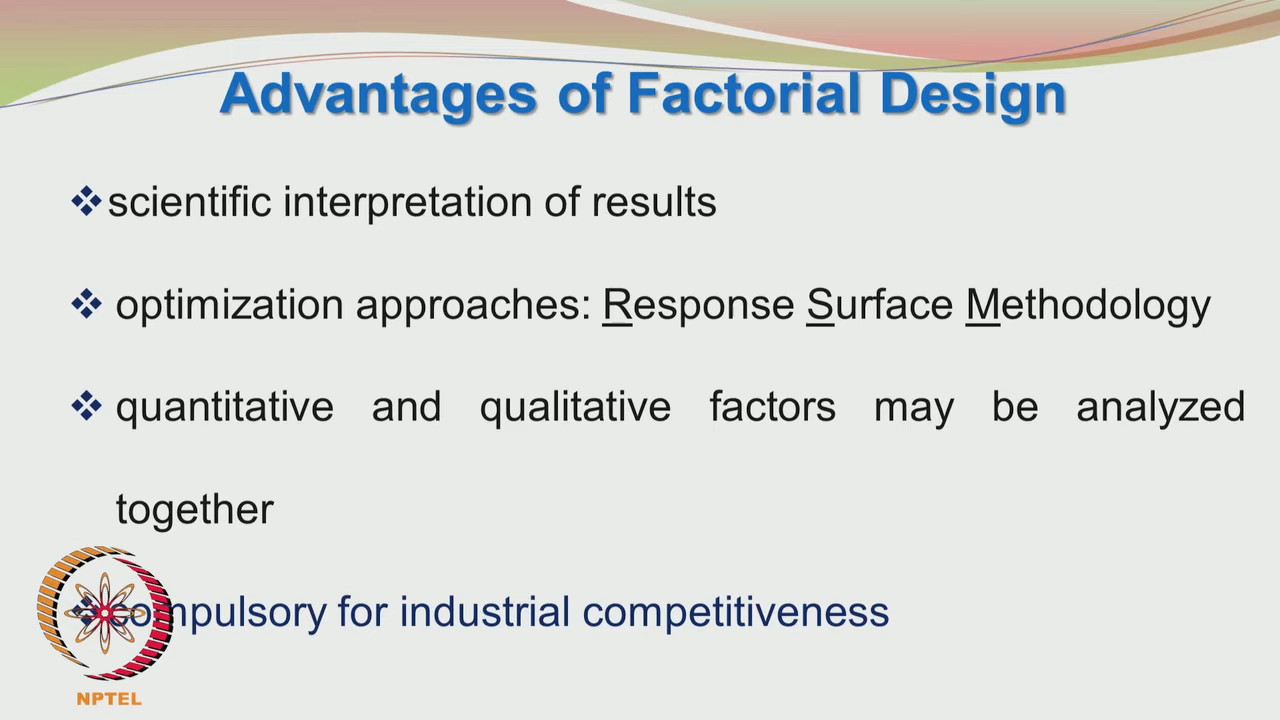 Advantages of Factorial Design
❖scientific interpretation of results
❖ optimization approaches: Response Surface Methodology
❖ quantitative and qualitative factors may be analyzed
together
❖compulsory for industrial competitiveness
NPTEL